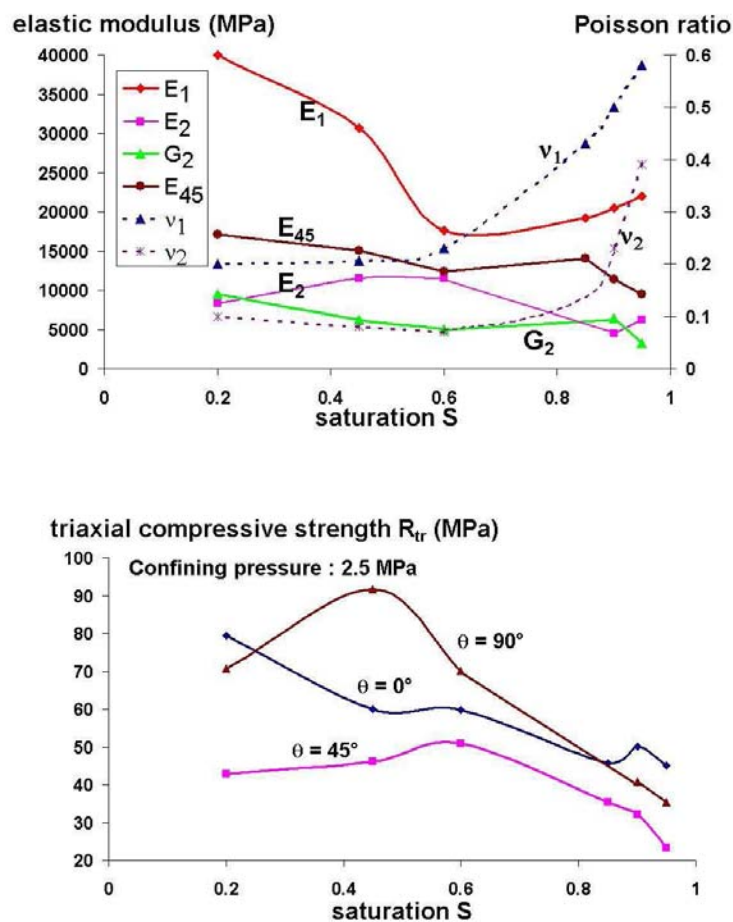 elastic modulus (MPa)
Poisson ratio
40000
35000
30000
25000
20000
15000
10000
5000
0
0.6
0.5
0.4
0.3
0.2
0.1
0
E1
E2
G2
E45
ν1
ν2
E1
ν1
E45
ν2
E2
G2
0
0.2
0.4
0.6
0.8
1
saturation S
triaxial compressive strength Rtr (MPa)
Confining pressure : 2.5 MPa
100
90
80
70
60
50
40
30
20
θ = 90°
θ = 0°
θ = 45°
0
0.2
0.4
0.6
0.8
1
saturation S